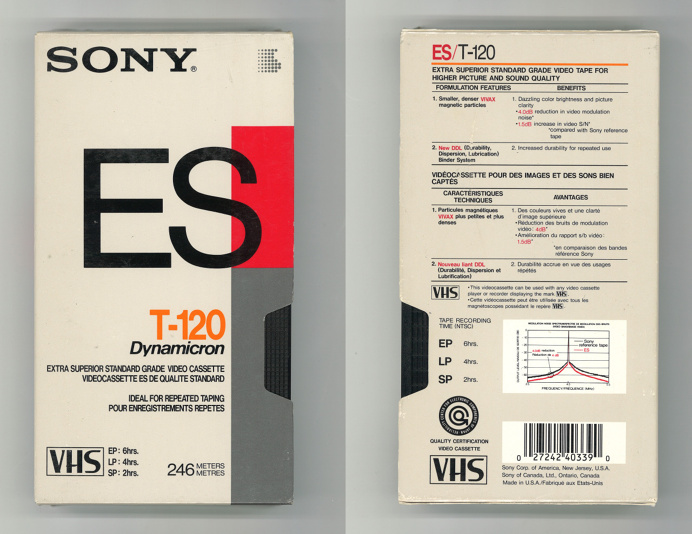 SONY®
ES
T-120
Dynamicron
EXTRA SUPERIOR STANDARD GRADE VIDEO CASSETTE
VIDEOCASSETTE ES DE QUALITE STANDARD
IDEAL FOR REPEATED TAPING
POUR ENREGISTREMENTS REPETES
VHS
EP : 6hrs.
LP : 4hrs.
SP : 2hrs.
246 METERS
METRES
ES/T-120
EXTRA SUPERIOR STANDARD GRADE VIDEO TAPE FOR
HIGHER PICTURE AND SOUND QUALITY
FORMULATION FEATURES BENEFITS
1. Smaller, denser VIVAX
magnetic particles
1. Dazzling color brightness and picture
clarity
•4.0dB reduction in video modulation
noise*
•1.5dB increase in video S/N*
*compared with Sony reference
tape
2. New DDL (Durability,
Dispersion, Lubrication)
Binder System
2. Increased durability for repeated use
VIDÉOCASSETTE POUR DES IMAGES ET DES SONS BIEN
CAPTÉS
CARACTÉRISTIQUES
TECHNIQUES
AVANTAGES
1. Particules magnétiques
VIVAX plus petites et plus
denses
1. Des couleurs vives et une clarté
d'image supérieure
•Réduction des bruits de modulation
vidéo: 4dB*
•Amélioration du rapport s/b vidéo:
1.5dB*
*en comparaison des bandes
référence Sony
2. Nouveau liant DDL
(Durabilité, Dispersion et
Lubrification)
2. Durabilité accrue en vue des usages
répétés
VHS
•This videocassette can be used with any video cassette
player or recorder displaying the mark VHS.
•Cette vidéocassette peut être utilisée avec tous les
magnétoscopes possédant le repère VHS.
TAPE RECORDING
TIME (NTSC)
EP 6hrs.
LP 4hrs.
SP 2hrs.
Sony
reference tape
ES
FREQUENCY/FREQUENCE (MHz)
QUALITY CERTIFICATION
VIDEO CASSETTE
VHS
0 27242 40339 0
Sony Corp. of America, New Jersey, U.S.A.
Sony of Canada, Ltd., Ontario, Canada
Made in U.S.A./Fabriqué aux Etats-Unis